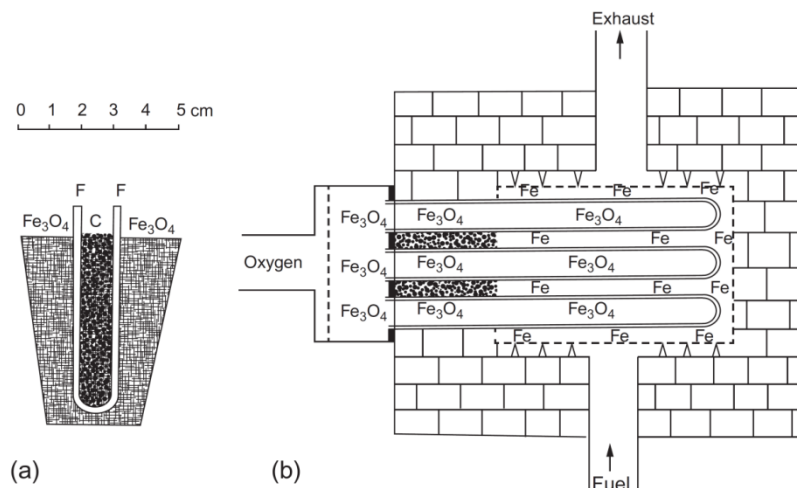 0 1 2 3 5 cm
F F
Fe₃O₄ C Fe₃O₄
(a)
Exhaust
Fe Fe Fe
Fe₃O₄ Fe₃O₄ Fe₃O₄
Fe Fe Fe
Oxygen Fe₃O₄ Fe₃O₄ Fe₃O₄
Fe Fe Fe
Fe₃O₄ Fe₃O₄ Fe₃O₄
Fe Fe Fe
(b)
Fuel